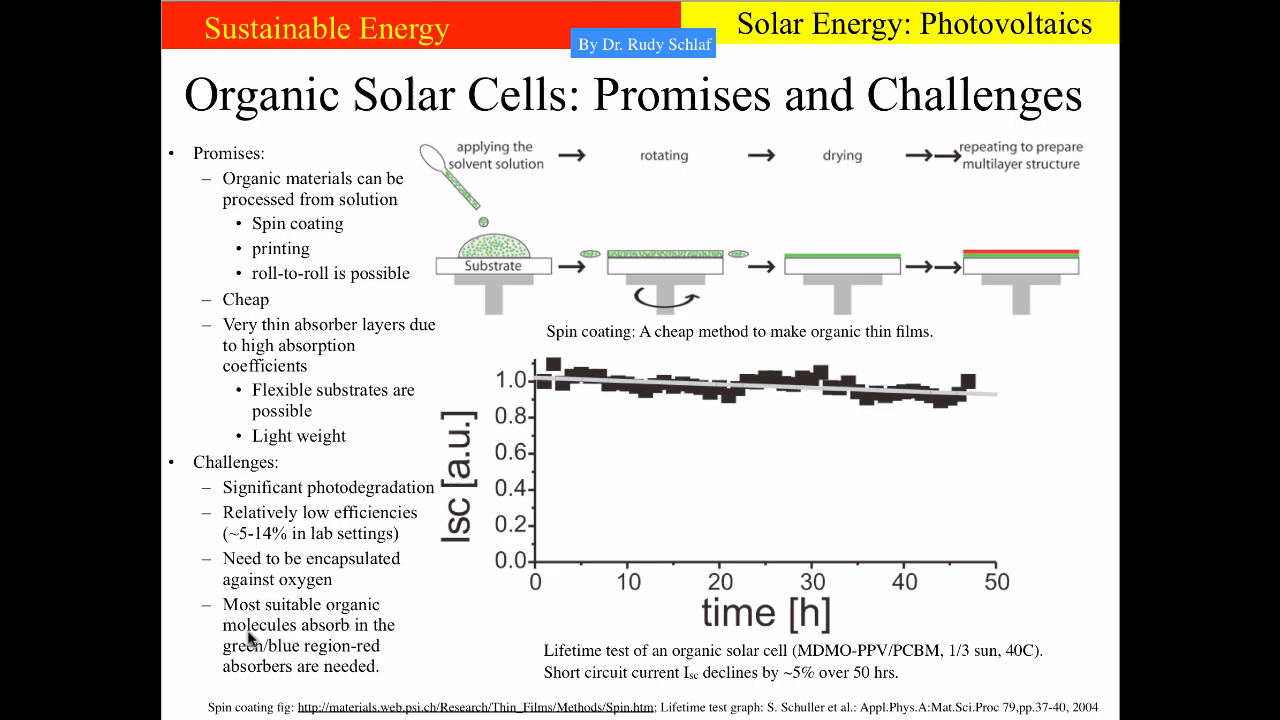 Sustainable Energy
Solar Energy: Photovoltaics
By Dr. Rudy Schlaf
Organic Solar Cells: Promises and Challenges
• Promises:
– Organic materials can be
processed from solution
• Spin coating
• printing
• roll-to-roll is possible
– Cheap
– Very thin absorber layers due
to high absorption
coefficients
• Flexible substrates are
possible
• Light weight
• Challenges:
– Significant photodegradation
– Relatively low efficiencies
(~5-14% in lab settings)
– Need to be encapsulated
against oxygen
– Most suitable organic
molecules absorb in the
green/blue region-red
absorbers are needed.
applying the
solvent solution
rotating
drying
repeating to prepare
multilayer structure
Substrate
Spin coating: A cheap method to make organic thin films.
Isc [a.u.]
1.0
0.8
0.6
0.4
0.2
0.0
0 10 20 30 40 50
time [h]
Lifetime test of an organic solar cell (MDMO-PPV/PCBM, 1/3 sun, 40C).
Short circuit current Isc declines by ~5% over 50 hrs.
Spin coating fig: http://materials.web.psi.ch/Research/Thin_Films/Methods/Spin.htm; Lifetime test graph: S. Schuller et al.: Appl.Phys.A:Mat.Sci.Proc 79,pp.37-40, 2004